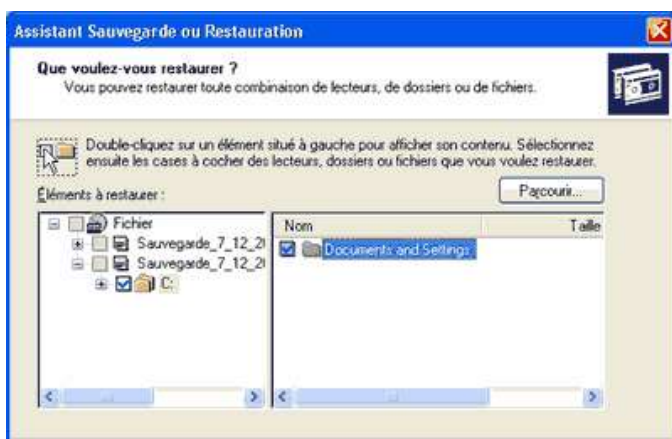 Assistant Sauvegarde ou Restauration
Que voulez-vous restaurer ?
Vous pouvez restaurer toute combinaison de lecteurs, de dossiers ou de fichiers.
Double-cliquez sur un élément situé à gauche pour afficher son contenu. Sélectionnez
ensuite les cases à cocher des lecteurs, dossiers ou fichiers que vous voulez restaurer.
Éléments à restaurer :
Parcourir...
Fichier
Sauvegarde_7_12_2
Sauvegarde_7_12_2
C:
Nom Taille
Documents and Settings